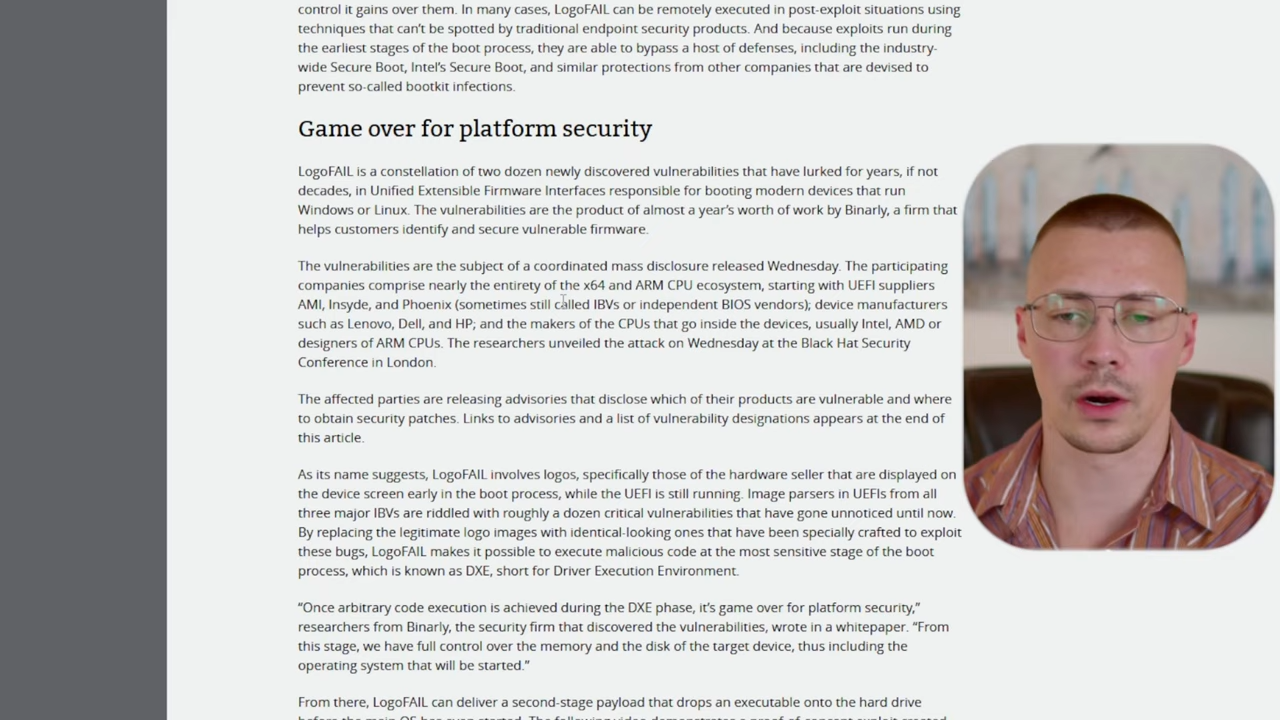 control it gains over them. In many cases, LogoFAIL can be remotely executed in post-exploit situations using
techniques that can't be spotted by traditional endpoint security products. And because exploits run during
the earliest stages of the boot process, they are able to bypass a host of defenses, including the industry-
wide Secure Boot, Intel's Secure Boot, and similar protections from other companies that are devised to
prevent so-called bootkit infections.
Game over for platform security
LogoFAIL is a constellation of two dozen newly discovered vulnerabilities that have lurked for years, if not
decades, in Unified Extensible Firmware Interfaces responsible for booting modern devices that run
Windows or Linux. The vulnerabilities are the product of almost a year's worth of work by Binarly, a firm that
helps customers identify and secure vulnerable firmware.
The vulnerabilities are the subject of a coordinated mass disclosure released Wednesday. The participating
companies comprise nearly the entirety of the x64 and ARM CPU ecosystem, starting with UEFI suppliers
AMI, Insyde, and Phoenix (sometimes still called IBVs or independent BIOS vendors); device manufacturers
such as Lenovo, Dell, and HP; and the makers of the CPUs that go inside the devices, usually Intel, AMD or
designers of ARM CPUs. The researchers unveiled the attack on Wednesday at the Black Hat Security
Conference in London.
The affected parties are releasing advisories that disclose which of their products are vulnerable and where
to obtain security patches. Links to advisories and a list of vulnerability designations appears at the end of
this article.
As its name suggests, LogoFAIL involves logos, specifically those of the hardware seller that are displayed on
the device screen early in the boot process, while the UEFI is still running. Image parsers in UEFIs from all
three major IBVs are riddled with roughly a dozen critical vulnerabilities that have gone unnoticed until now.
By replacing the legitimate logo images with identical-looking ones that have been specially crafted to exploit
these bugs, LogoFAIL makes it possible to execute malicious code at the most sensitive stage of the boot
process, which is known as DXE, short for Driver Execution Environment.
“Once arbitrary code execution is achieved during the DXE phase, it's game over for platform security,”
researchers from Binarly, the security firm that discovered the vulnerabilities, wrote in a whitepaper. “From
this stage, we have full control over the memory and the disk of the target device, thus including the
operating system that will be started.”
From there, LogoFAIL can deliver a second-stage payload that drops an executable onto the hard drive
before the main OS has even started. The following video demonstrates a proof-of-concept exploit created